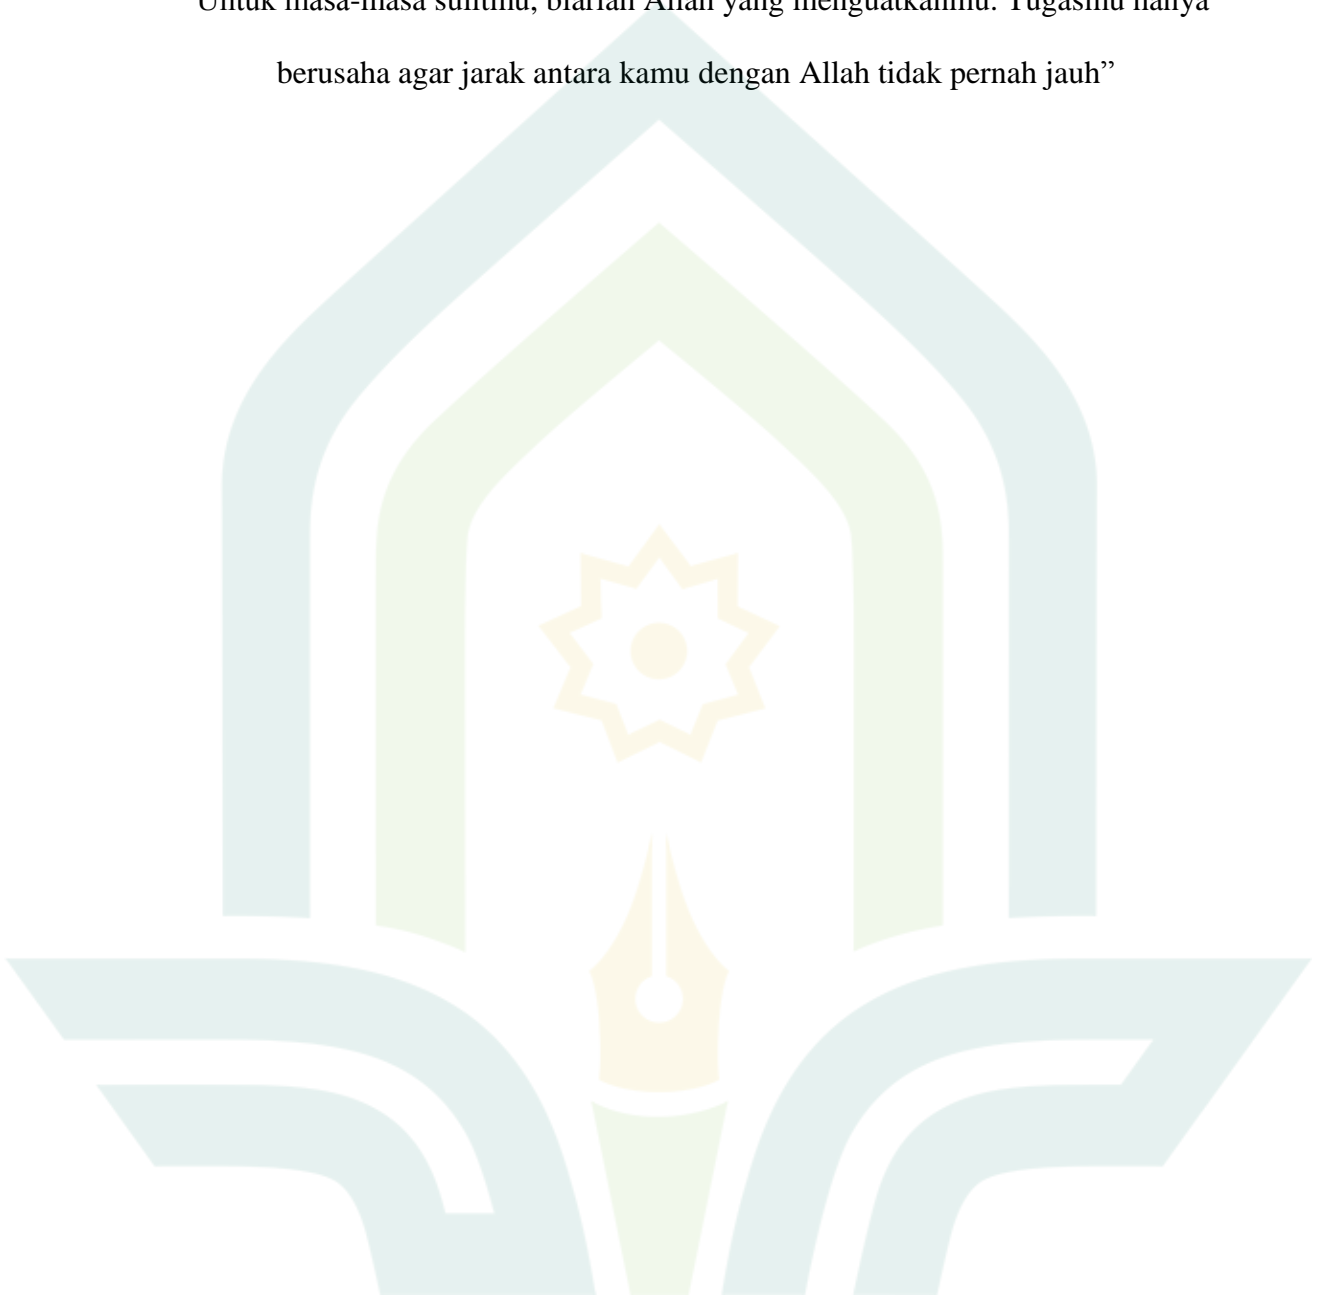 Untuk masa-masa sulitmu, biarlah Allah yang menguatkanmu. Tugasmu hanya
berusaha agar jarak antara kamu dengan Allah tidak pernah jauh”